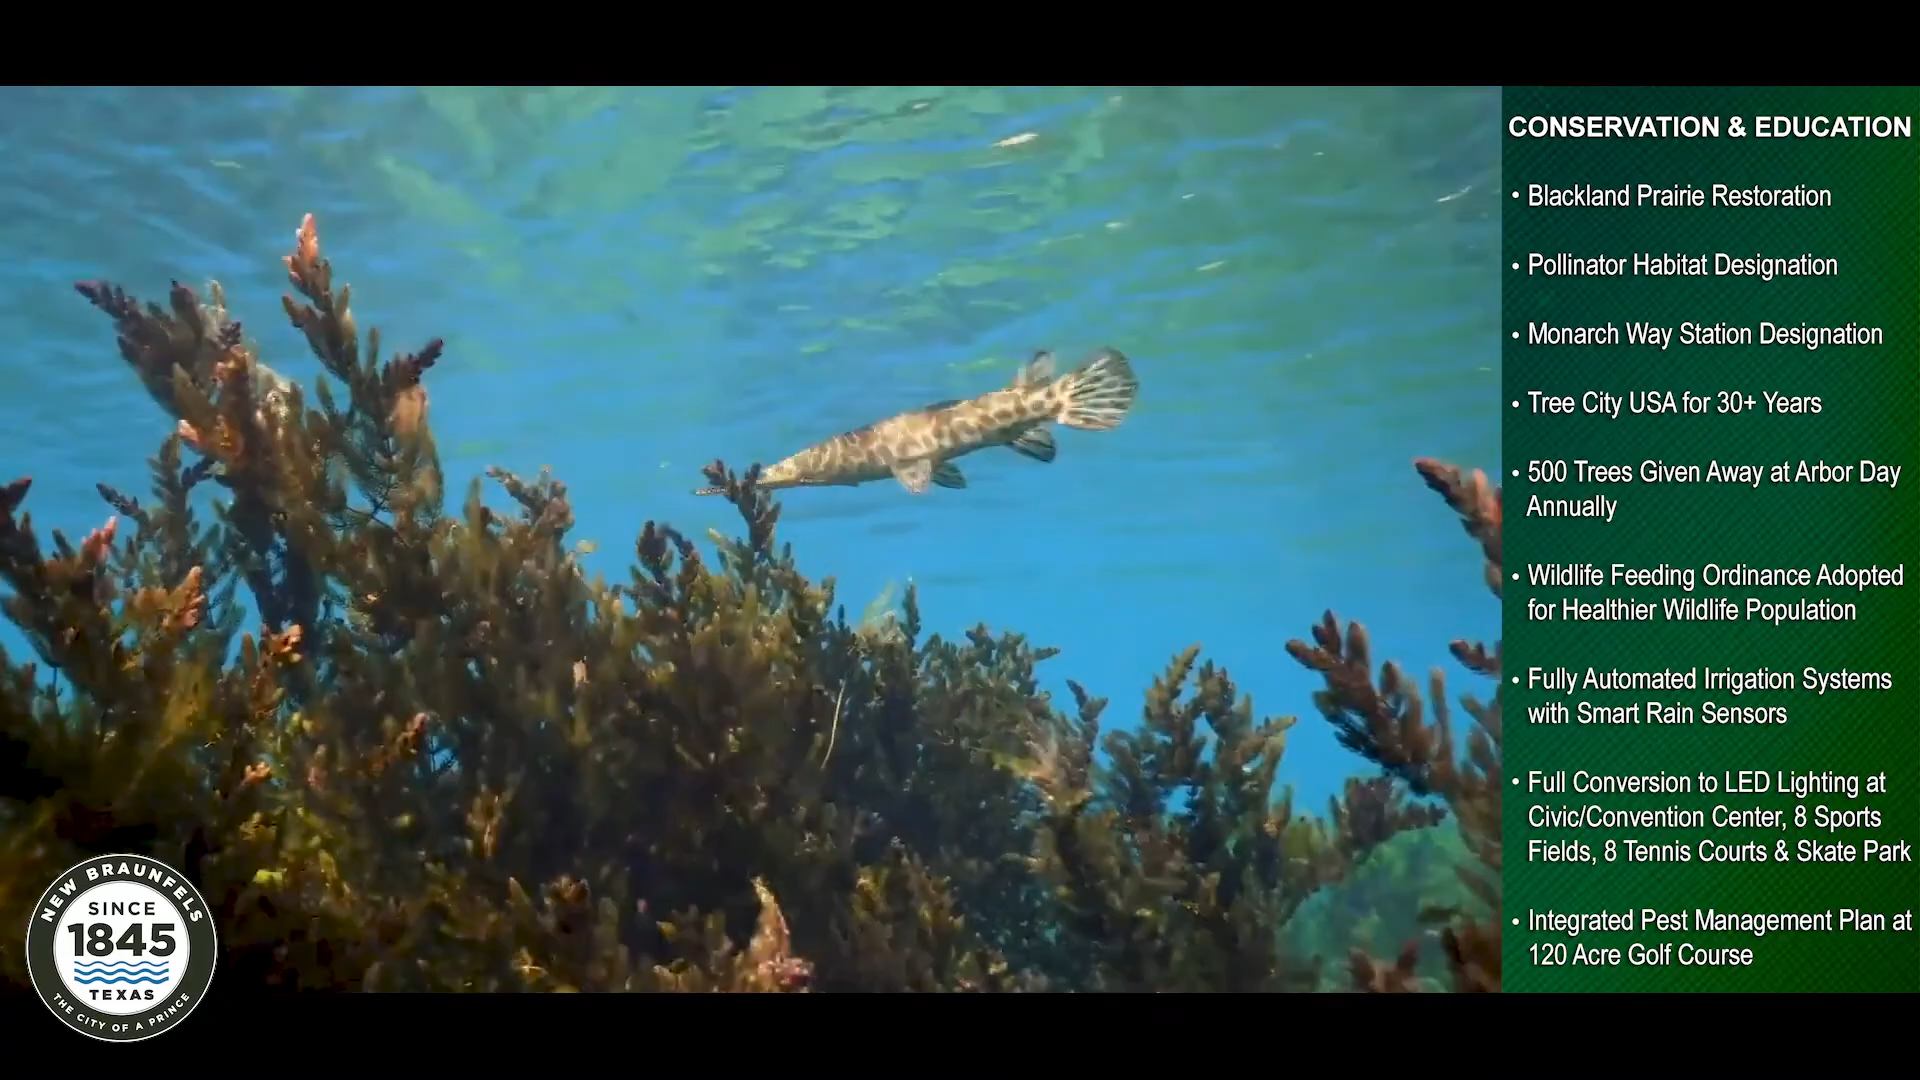 CONSERVATION & EDUCATION
• Blackland Prairie Restoration
• Pollinator Habitat Designation
• Monarch Way Station Designation
• Tree City USA for 30+ Years
• 500 Trees Given Away at Arbor Day
Annually
• Wildlife Feeding Ordinance Adopted
for Healthier Wildlife Population
• Fully Automated Irrigation Systems
with Smart Rain Sensors
• Full Conversion to LED Lighting at
Civic/Convention Center, 8 Sports
Fields, 8 Tennis Courts & Skate Park
• Integrated Pest Management Plan at
120 Acre Golf Course
NEW BRAUNFELS
SINCE
1845
TEXAS
THE CITY OF A PRINCE